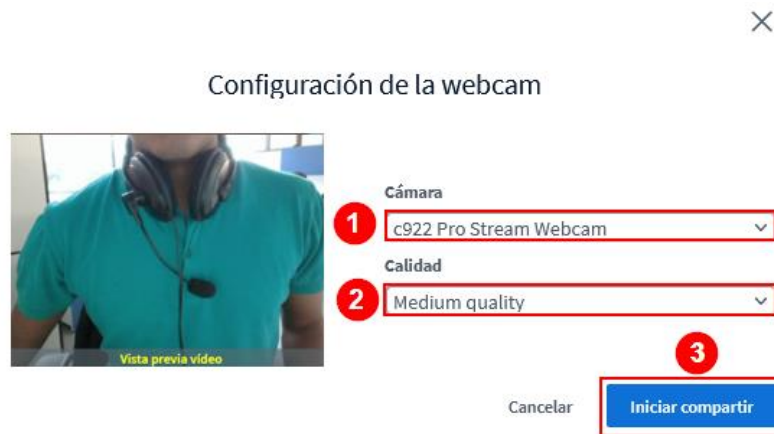 Configuración de la webcam
Cámara
1
c922 Pro Stream Webcam
Calidad
2
Medium quality
Vista previa vídeo
3
Cancelar
Iniciar compartir